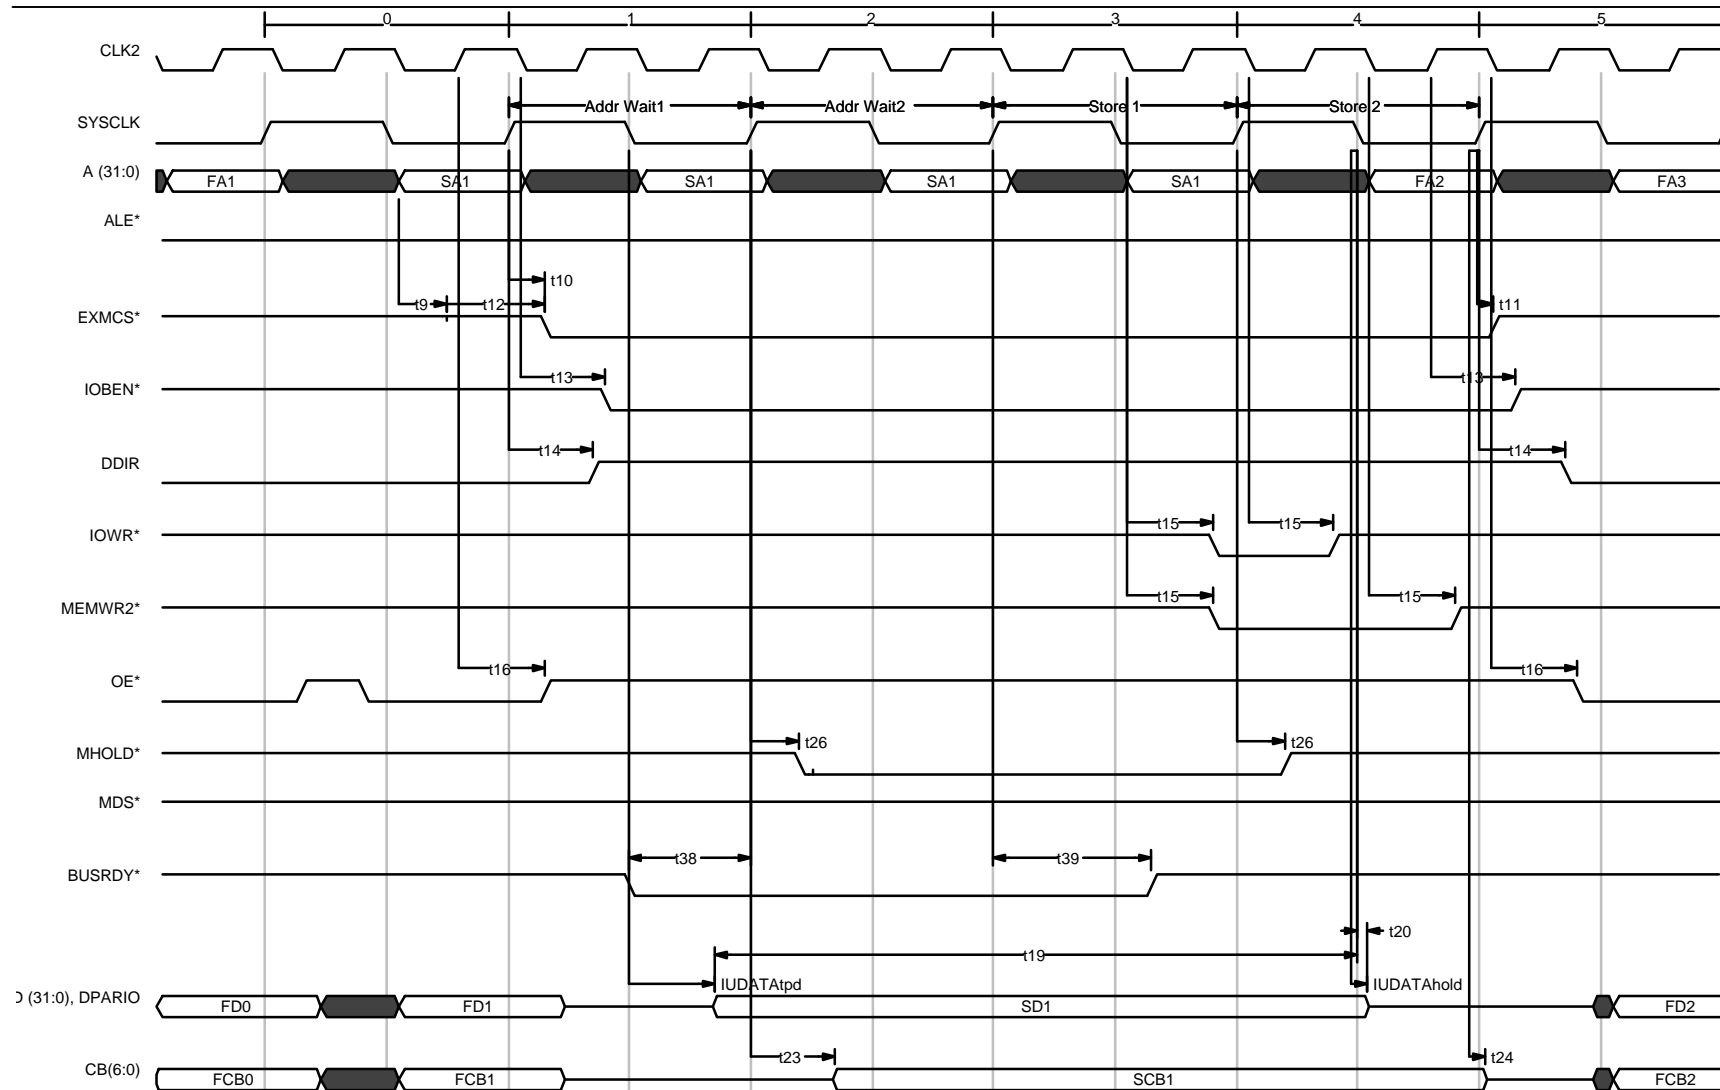 0 1 2 3 4 5
CLK2
Addr Wait1 Addr Wait2 Store 1 Store 2
SYSCLK
A (31:0)
FA1 SA1 SA1 SA1 SA1 FA2 FA3
ALE*
t10
t9 t12 t11
EXMCS*
t13 t13
IOBEN*
t14 t14
DDIR
t15 t15
IOWR*
t15 t15
MEMWR2*
t16 t16
OE*
t26 t26
MHOLD*
MDS*
t38 t39
BUSRDY*
t20
t19
IUDATAtpd IUDATAhold
(31:0), DPARIO
FD0 FD1 SD1 FD2
t23 t24
CB(6:0)
FCB0 FCB1 SCB1 FCB2